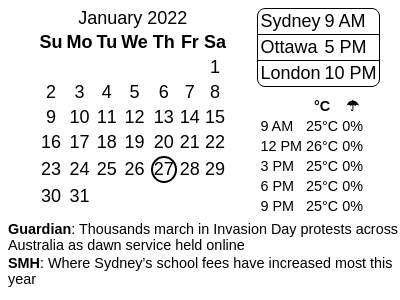 January 2022
Su Mo Tu We Th Fr Sa
1
2 3 4 5 6 7 8
9 10 11 12 13 14 15
16 17 18 19 20 21 22
23 24 25 26 27 28 29
30 31
Sydney 9 AM
Ottawa 5 PM
London 10 PM
°C ☂
9 AM 25°C 0%
12 PM 26°C 0%
3 PM 25°C 0%
6 PM 25°C 0%
9 PM 25°C 0%
Guardian: Thousands march in Invasion Day protests across
Australia as dawn service held online
SMH: Where Sydney's school fees have increased most this
year